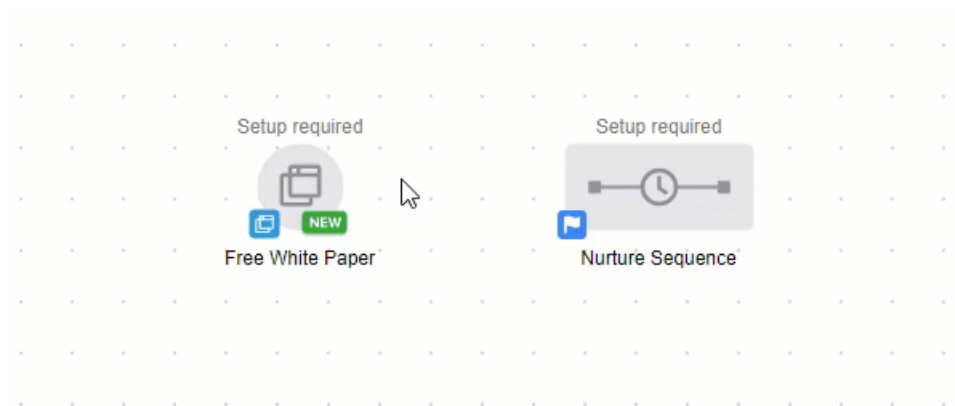 Setup required
Setup required
NEW
Free White Paper
Nurture Sequence